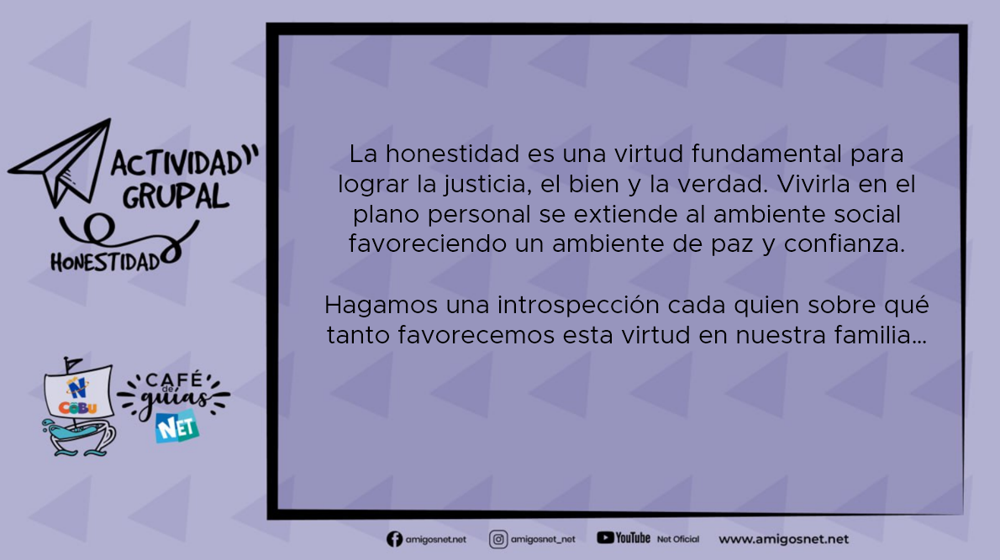 ACTIVIDAD
GRUPAL
HONESTIDAD
La honestidad es una virtud fundamental para
lograr la justicia, el bien y la verdad. Vivirla en el
plano personal se extiende al ambiente social
favoreciendo un ambiente de paz y confianza.
Hagamos una introspección cada quien sobre qué
tanto favorecemos esta virtud en nuestra familia...
N
COBU
CAFÉ
de
guías
NET
amigosnet.net
amigosnet_net
YouTube Net Oficial
www.amigosnet.net